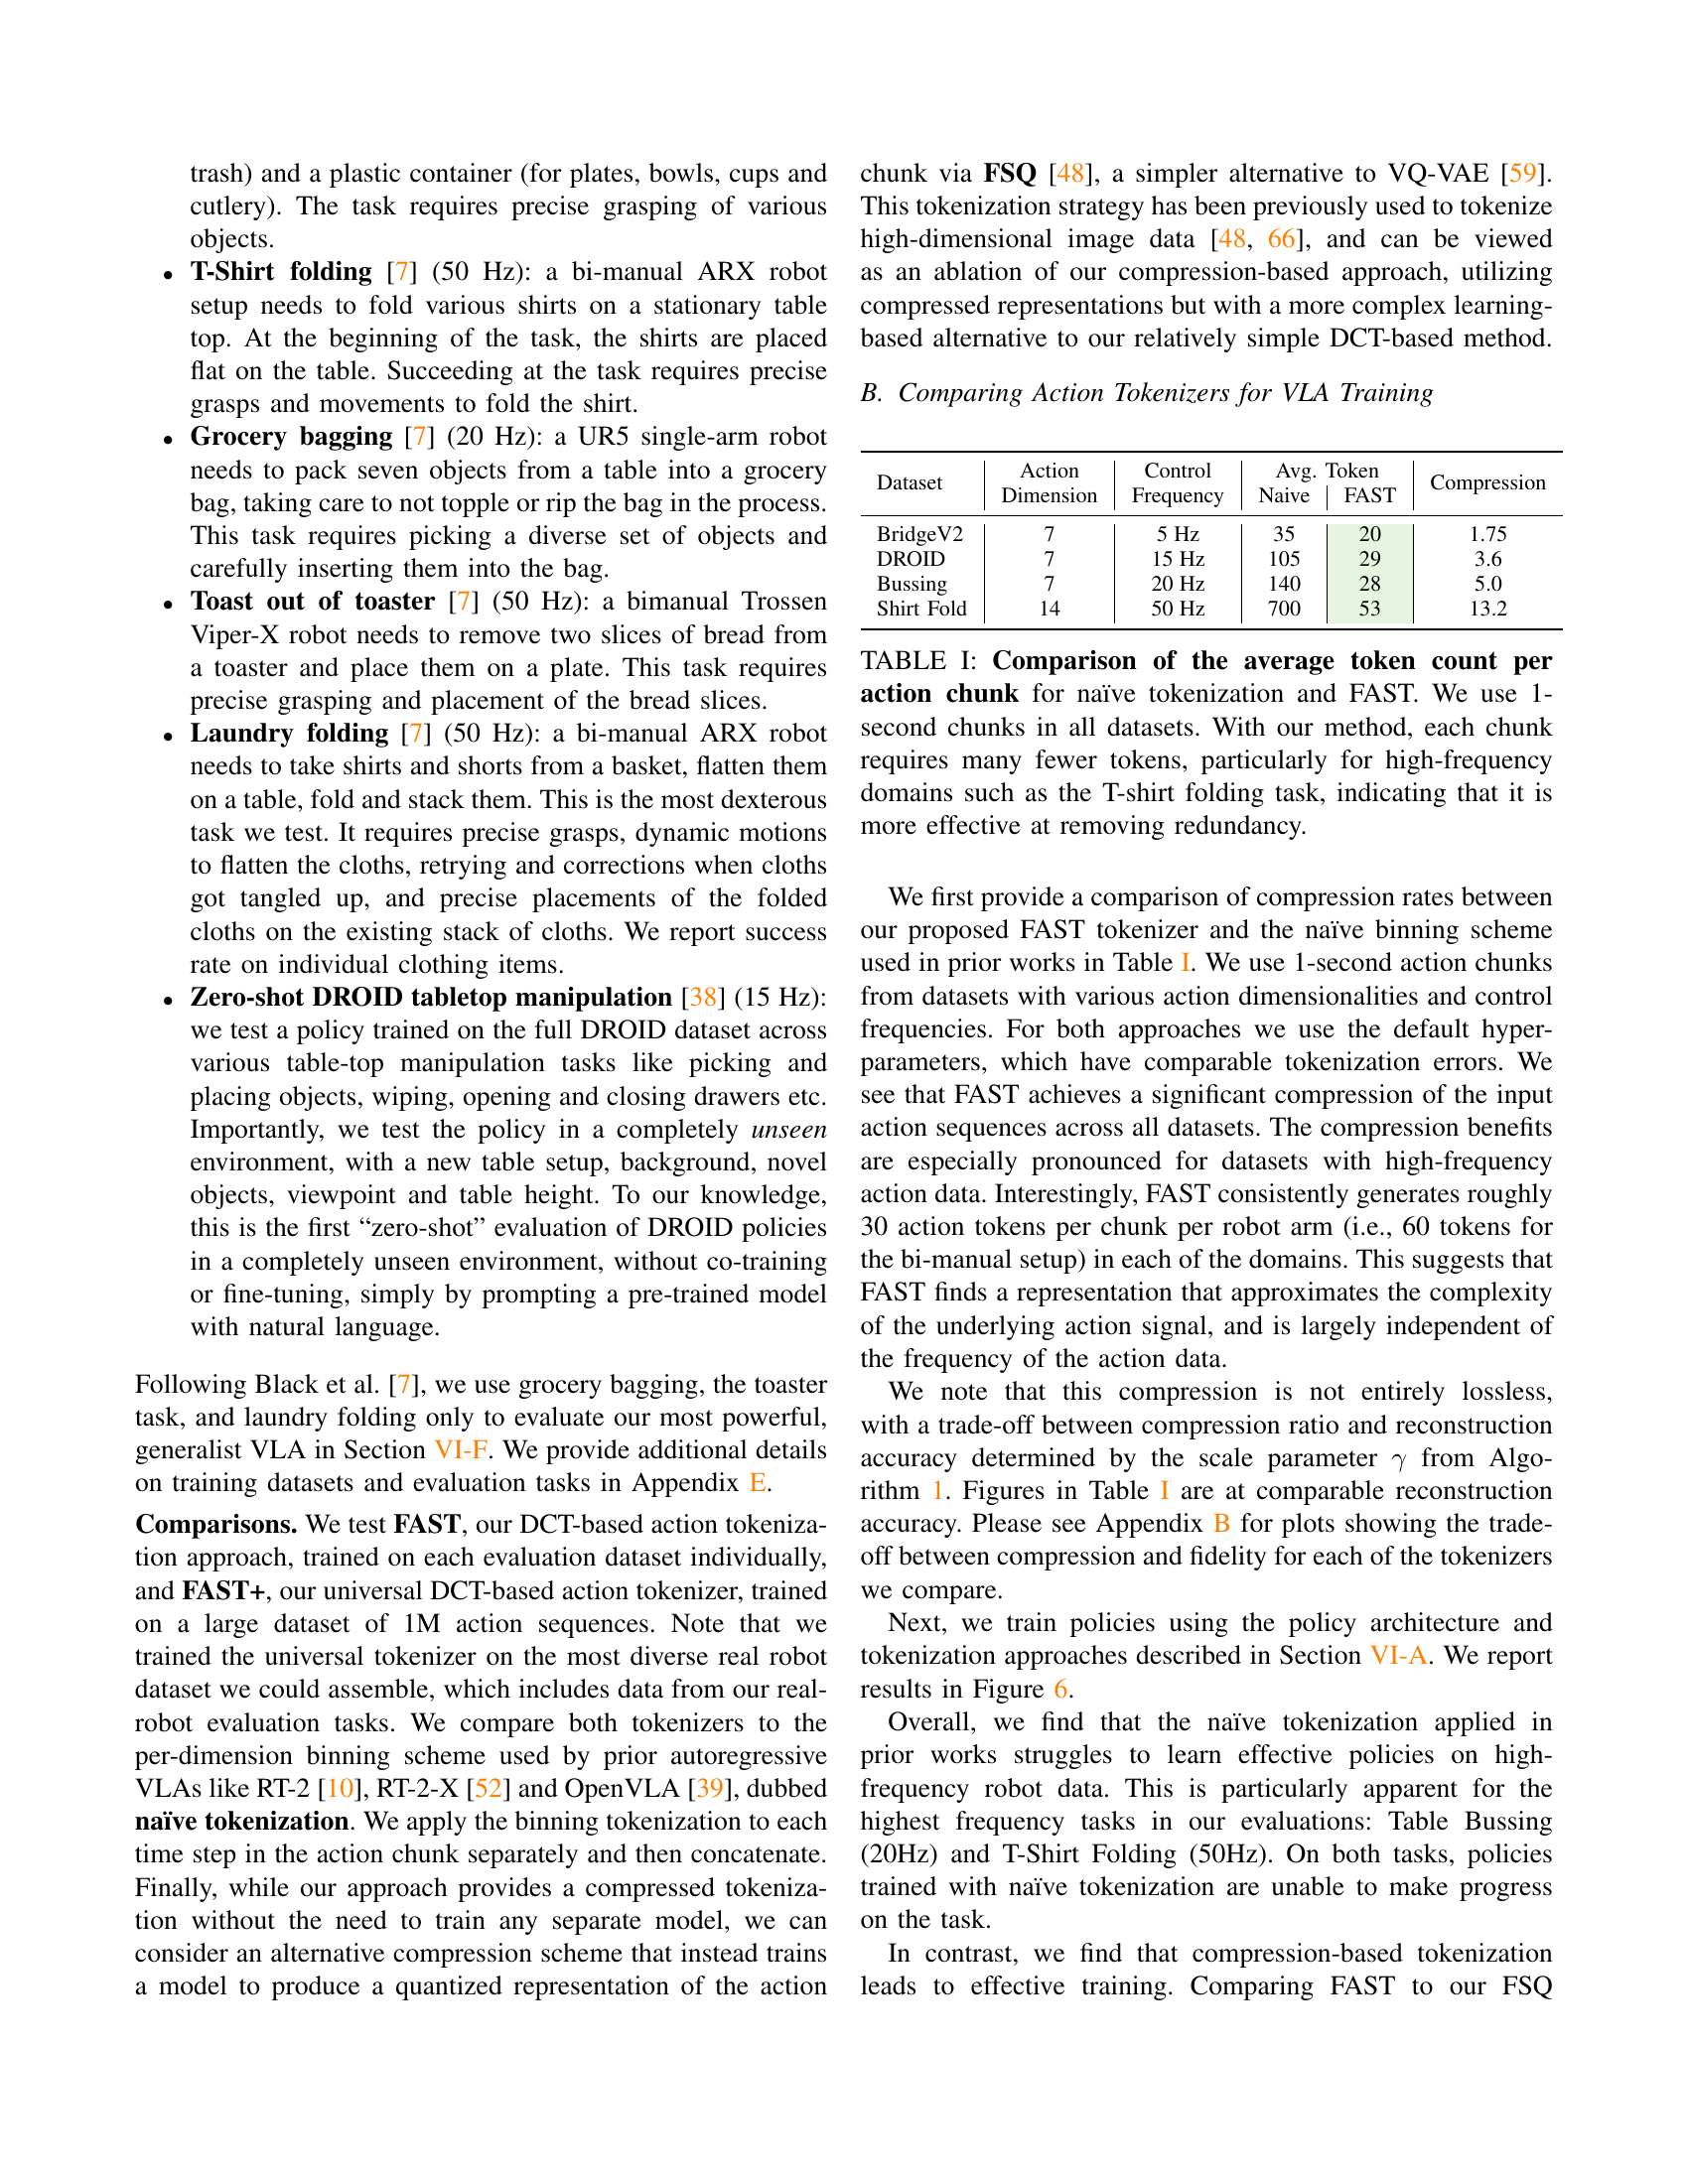 trash) and a plastic container (for plates, bowls, cups and
cutlery). The task requires precise grasping of various
objects.
• T-Shirt folding [7] (50 Hz): a bi-manual ARX robot
setup needs to fold various shirts on a stationary table
top. At the beginning of the task, the shirts are placed
flat on the table. Succeeding at the task requires precise
grasps and movements to fold the shirt.
• Grocery bagging [7] (20 Hz): a UR5 single-arm robot
needs to pack seven objects from a table into a grocery
bag, taking care to not topple or rip the bag in the process.
This task requires picking a diverse set of objects and
carefully inserting them into the bag.
• Toast out of toaster [7] (50 Hz): a bimanual Trossen
Viper-X robot needs to remove two slices of bread from
a toaster and place them on a plate. This task requires
precise grasping and placement of the bread slices.
• Laundry folding [7] (50 Hz): a bi-manual ARX robot
needs to take shirts and shorts from a basket, flatten them
on a table, fold and stack them. This is the most dexterous
task we test. It requires precise grasps, dynamic motions
to flatten the cloths, retrying and corrections when cloths
got tangled up, and precise placements of the folded
cloths on the existing stack of cloths. We report success
rate on individual clothing items.
• Zero-shot DROID tabletop manipulation [38] (15 Hz):
we test a policy trained on the full DROID dataset across
various table-top manipulation tasks like picking and
placing objects, wiping, opening and closing drawers etc.
Importantly, we test the policy in a completely unseen
environment, with a new table setup, background, novel
objects, viewpoint and table height. To our knowledge,
this is the first “zero-shot” evaluation of DROID policies
in a completely unseen environment, without co-training
or fine-tuning, simply by prompting a pre-trained model
with natural language.
Following Black et al. [7], we use grocery bagging, the toaster
task, and laundry folding only to evaluate our most powerful,
generalist VLA in Section VI-F. We provide additional details
on training datasets and evaluation tasks in Appendix E.
Comparisons. We test FAST, our DCT-based action tokeniza-
tion approach, trained on each evaluation dataset individually,
and FAST+, our universal DCT-based action tokenizer, trained
on a large dataset of 1M action sequences. Note that we
trained the universal tokenizer on the most diverse real robot
dataset we could assemble, which includes data from our real-
robot evaluation tasks. We compare both tokenizers to the
per-dimension binning scheme used by prior autoregressive
VLAs like RT-2 [10], RT-2-X [52] and OpenVLA [39], dubbed
naïve tokenization. We apply the binning tokenization to each
time step in the action chunk separately and then concatenate.
Finally, while our approach provides a compressed tokeniza-
tion without the need to train any separate model, we can
consider an alternative compression scheme that instead trains
a model to produce a quantized representation of the action
chunk via FSQ [48], a simpler alternative to VQ-VAE [59].
This tokenization strategy has been previously used to tokenize
high-dimensional image data [48, 66], and can be viewed
as an ablation of our compression-based approach, utilizing
compressed representations but with a more complex learning-
based alternative to our relatively simple DCT-based method.
B. Comparing Action Tokenizers for VLA Training
Dataset Action Dimension Control Frequency Avg. Token Naive FAST Compression
BridgeV2 7 5 Hz 35 20 1.75
DROID 7 15 Hz 105 29 3.6
Bussing 7 20 Hz 140 28 5.0
Shirt Fold 14 50 Hz 700 53 13.2
TABLE I: Comparison of the average token count per
action chunk for naïve tokenization and FAST. We use 1-
second chunks in all datasets. With our method, each chunk
requires many fewer tokens, particularly for high-frequency
domains such as the T-shirt folding task, indicating that it is
more effective at removing redundancy.
We first provide a comparison of compression rates between
our proposed FAST tokenizer and the naïve binning scheme
used in prior works in Table I. We use 1-second action chunks
from datasets with various action dimensionalities and control
frequencies. For both approaches we use the default hyper-
parameters, which have comparable tokenization errors. We
see that FAST achieves a significant compression of the input
action sequences across all datasets. The compression benefits
are especially pronounced for datasets with high-frequency
action data. Interestingly, FAST consistently generates roughly
30 action tokens per chunk per robot arm (i.e., 60 tokens for
the bi-manual setup) in each of the domains. This suggests that
FAST finds a representation that approximates the complexity
of the underlying action signal, and is largely independent of
the frequency of the action data.
We note that this compression is not entirely lossless,
with a trade-off between compression ratio and reconstruction
accuracy determined by the scale parameter γ from Algo-
rithm 1. Figures in Table I are at comparable reconstruction
accuracy. Please see Appendix B for plots showing the trade-
off between compression and fidelity for each of the tokenizers
we compare.
Next, we train policies using the policy architecture and
tokenization approaches described in Section VI-A. We report
results in Figure 6.
Overall, we find that the naïve tokenization applied in
prior works struggles to learn effective policies on high-
frequency robot data. This is particularly apparent for the
highest frequency tasks in our evaluations: Table Bussing
(20Hz) and T-Shirt Folding (50Hz). On both tasks, policies
trained with naïve tokenization are unable to make progress
on the task.
In contrast, we find that compression-based tokenization
leads to effective training. Comparing FAST to our FSQ